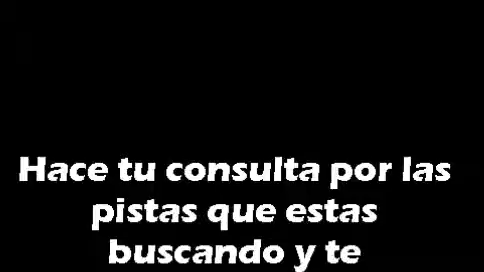 Hace tu consulta por las
pistas que estas
buscando y te